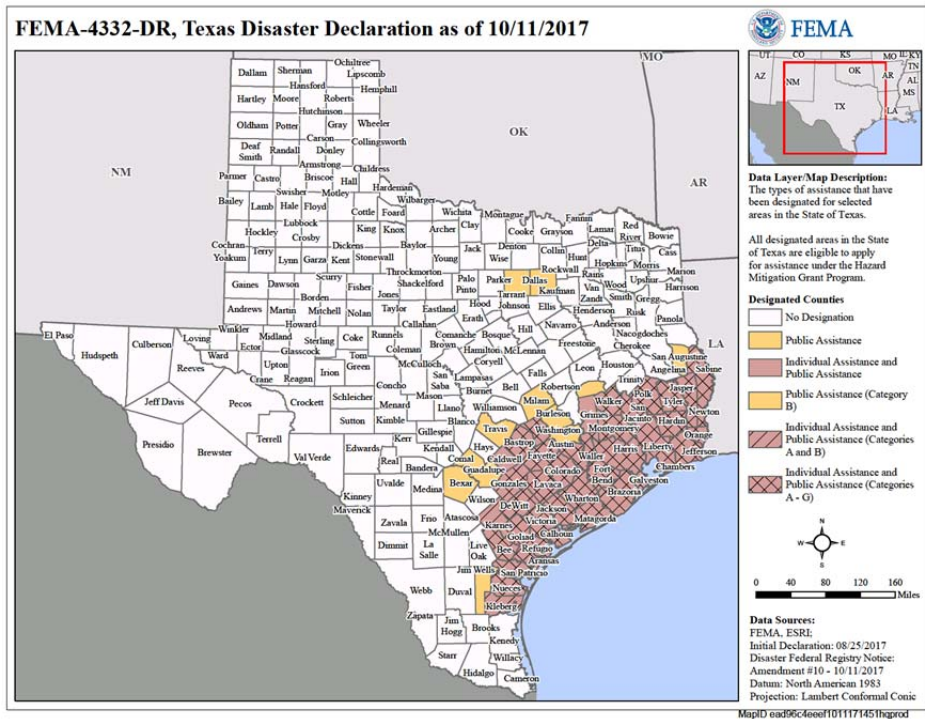 FEMA-4332-DR, Texas Disaster Declaration as of 10/11/2017
FEMA
MO
OK
NM
AR
LA
UT CO KS MO IL KY
AZ NM OK AR TN
MS AL
TX LA
Ochiltree
Dallam Sherman Lipscomb
Hansford Hemphill
Hartley Moore Roberts
Hutchinson
Oldham Potter Gray Wheeler
Carson Collingsworth
Deaf
Smith Randall Donley
Armstrong Childress
Parmer Castro Briscoe Hall
Swisher Motley Hardeman
Bailey Lamb Hale Floyd Cottle Foard Wilbarger
Wichita Montague Fannin
Lubbock King Knox Archer Clay Cooke Grayson Lamar Red
River Bowie
Hockley Crosby Dickens Baylor Jack Denton Collin Hunt Delta Titus Cass
Cochran
Yoakum Terry Lynn Garza Kent Stonewall Young Wise Rockwall Hopkins Morris Marion
Throckmorton Rains Wood Upshur Harrison
Scurry Shackelford Palo
Pinto Parker Dallas Kaufman Van
Zandt Smith Gregg
Gaines Dawson Borden Fisher Jones Tarrant
Andrews Martin Mitchell Nolan Taylor Eastland Hood Johnson Ellis Henderson Rusk Panola
Howard Callahan Erath Navarro Anderson Nacogdoches
El Paso Loving Winkler Midland Sterling Coke Runnels Comanche Bosque Hill Freestone Cherokee
Hudspeth Culberson Ward Ector Glasscock Coleman Brown Hamilton McLennan San Augustine
Reeves Upton Tom
Green McCulloch Coryell Leon Houston Angelina Sabine
Crane Reagan Irion San
Saba Lampasas Falls Trinity
Concho Burnet Bell Robertson Polk Jasper
Jeff Davis Pecos Crockett Schleicher Mason Williamson Milam Walker San
Jacinto Tyler Newton
Menard Llano Burleson Grimes Hardin
Sutton Kimble Blanco Travis Washington Montgomery Orange
Presidio Terrell Gillespie Hays Bastrop Austin Liberty Jefferson
Brewster Val Verde Edwards Kerr Kendall Comal Caldwell Fayette Waller Harris Chambers
Real Bandera Guadalupe Colorado Fort
Bend Galveston
Uvalde Medina Bexar Gonzales Lavaca Brazoria
Kinney Wilson DeWitt Wharton
Maverick Zavala Frio Atascosa Karnes Jackson Matagorda
McMullen Victoria
Dimmit La
Salle Live
Oak Goliad Calhoun
Bee Refugio
Aransas
Jim Wells San Patricio
Webb Duval Nueces
Kleberg
Zapata Jim
Hogg Brooks Kenedy
Starr Willacy
Hidalgo Cameron
Data Layer/Map Description:
The types of assistance that have
been designated for selected
areas in the State of Texas.
All designated areas in the State
of Texas are eligible to apply
for assistance under the Hazard
Mitigation Grant Program.
Designated Counties
No Designation
Public Assistance
Individual Assistance and
Public Assistance
Public Assistance (Category
B)
Individual Assistance and
Public Assistance (Categories
A and B)
Individual Assistance and
Public Assistance (Categories
A - G)
N
W E
S
0 40 80 120 160
Miles
Data Sources:
FEMA, ESRI;
Initial Declaration: 08/25/2017
Disaster Federal Registry Notice:
Amendment #10 - 10/11/2017
Datum: North American 1983
Projection: Lambert Conformal Conic
MapID ead96c4eeef1011171451hqprod